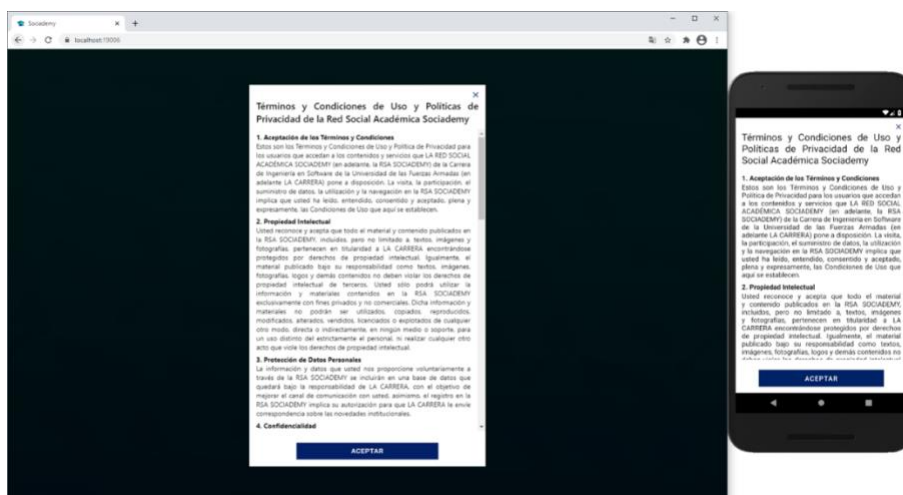 Sociademy
localhost:19006
Términos y Condiciones de Uso y Políticas de
Privacidad de la Red Social Académica Sociademy
1. Aceptación de los Términos y Condiciones
Estos son los Términos y Condiciones de Uso y Política de Privacidad para
los usuarios que accedan a los contenidos y servicios que LA RED SOCIAL
ACADÉMICA SOCIADEMY (en adelante, la RSA SOCIADEMY) de la Carrera
de Ingeniería en Software de la Universidad de las Fuerzas Armadas (en
adelante LA CARRERA) pone a disposición. La visita, la participación, el
suministro de datos, la utilización y la navegación en la RSA SOCIADEMY
implica que usted ha leído, entendido, consentido y aceptado, plena y
expresamente, las Condiciones de Uso que aquí se establecen.
2. Propiedad Intelectual
Usted reconoce y acepta que todo el material y contenido publicados en
la RSA SOCIADEMY, incluidos, pero no limitado a, textos, imágenes y
fotografías, pertenecen en titularidad a LA CARRERA encontrándose
protegidos por derechos de propiedad intelectual. Igualmente, el
material publicado bajo su responsabilidad como textos, imágenes,
fotografías, logos y demás contenidos no deben violar los derechos de
propiedad intelectual de terceros. Usted sólo podrá utilizar la
información y materiales contenidos en la RSA SOCIADEMY
exclusivamente con fines privados y no comerciales. Dicha información y
materiales no podrán ser utilizados, copiados, reproducidos,
modificados, alterados, vendidos, licenciados o explotados de cualquier
otro modo, directa o indirectamente, en ningún medio o soporte, para
un uso distinto del estrictamente el personal, ni realizar cualquier otro
acto que viole los derechos de propiedad intelectual.
3. Protección de Datos Personales
La información y datos que usted nos proporcione voluntariamente a
través de la RSA SOCIADEMY se incluirán en una base de datos que
quedará bajo la responsabilidad de LA CARRERA, con el objetivo de
mejorar el canal de comunicación con usted, asimismo, el registro en la
RSA SOCIADEMY implica su autorización para que LA CARRERA le envíe
correspondencia sobre las novedades institucionales.
4. Confidencialidad
ACEPTAR
Términos y Condiciones de Uso y
Políticas de Privacidad de la Red
Social Académica Sociademy
1. Aceptación de los Términos y Condiciones
Estos son los Términos y Condiciones de Uso y
Política de Privacidad para los usuarios que accedan
a los contenidos y servicios que LA RED SOCIAL
ACADÉMICA SOCIADEMY (en adelante, la RSA
SOCIADEMY) de la Carrera de Ingeniería en Software
de la Universidad de las Fuerzas Armadas (en
adelante LA CARRERA) pone a disposición. La visita,
la participación, el suministro de datos, la utilización
y la navegación en la RSA SOCIADEMY implica que
usted ha leído, entendido, consentido y aceptado,
plena y expresamente, las Condiciones de Uso que
aquí se establecen.
2. Propiedad Intelectual
Usted reconoce y acepta que todo el material
y contenido publicados en la RSA SOCIADEMY,
incluidos, pero no limitado a, textos, imágenes
y fotografías, pertenecen en titularidad a LA
CARRERA encontrándose protegidos por derechos
de propiedad intelectual. Igualmente, el material
publicado bajo su responsabilidad como textos,
imágenes, fotografías, logos y demás contenidos no
deben violar los derechos de propiedad intelectual
ACEPTAR